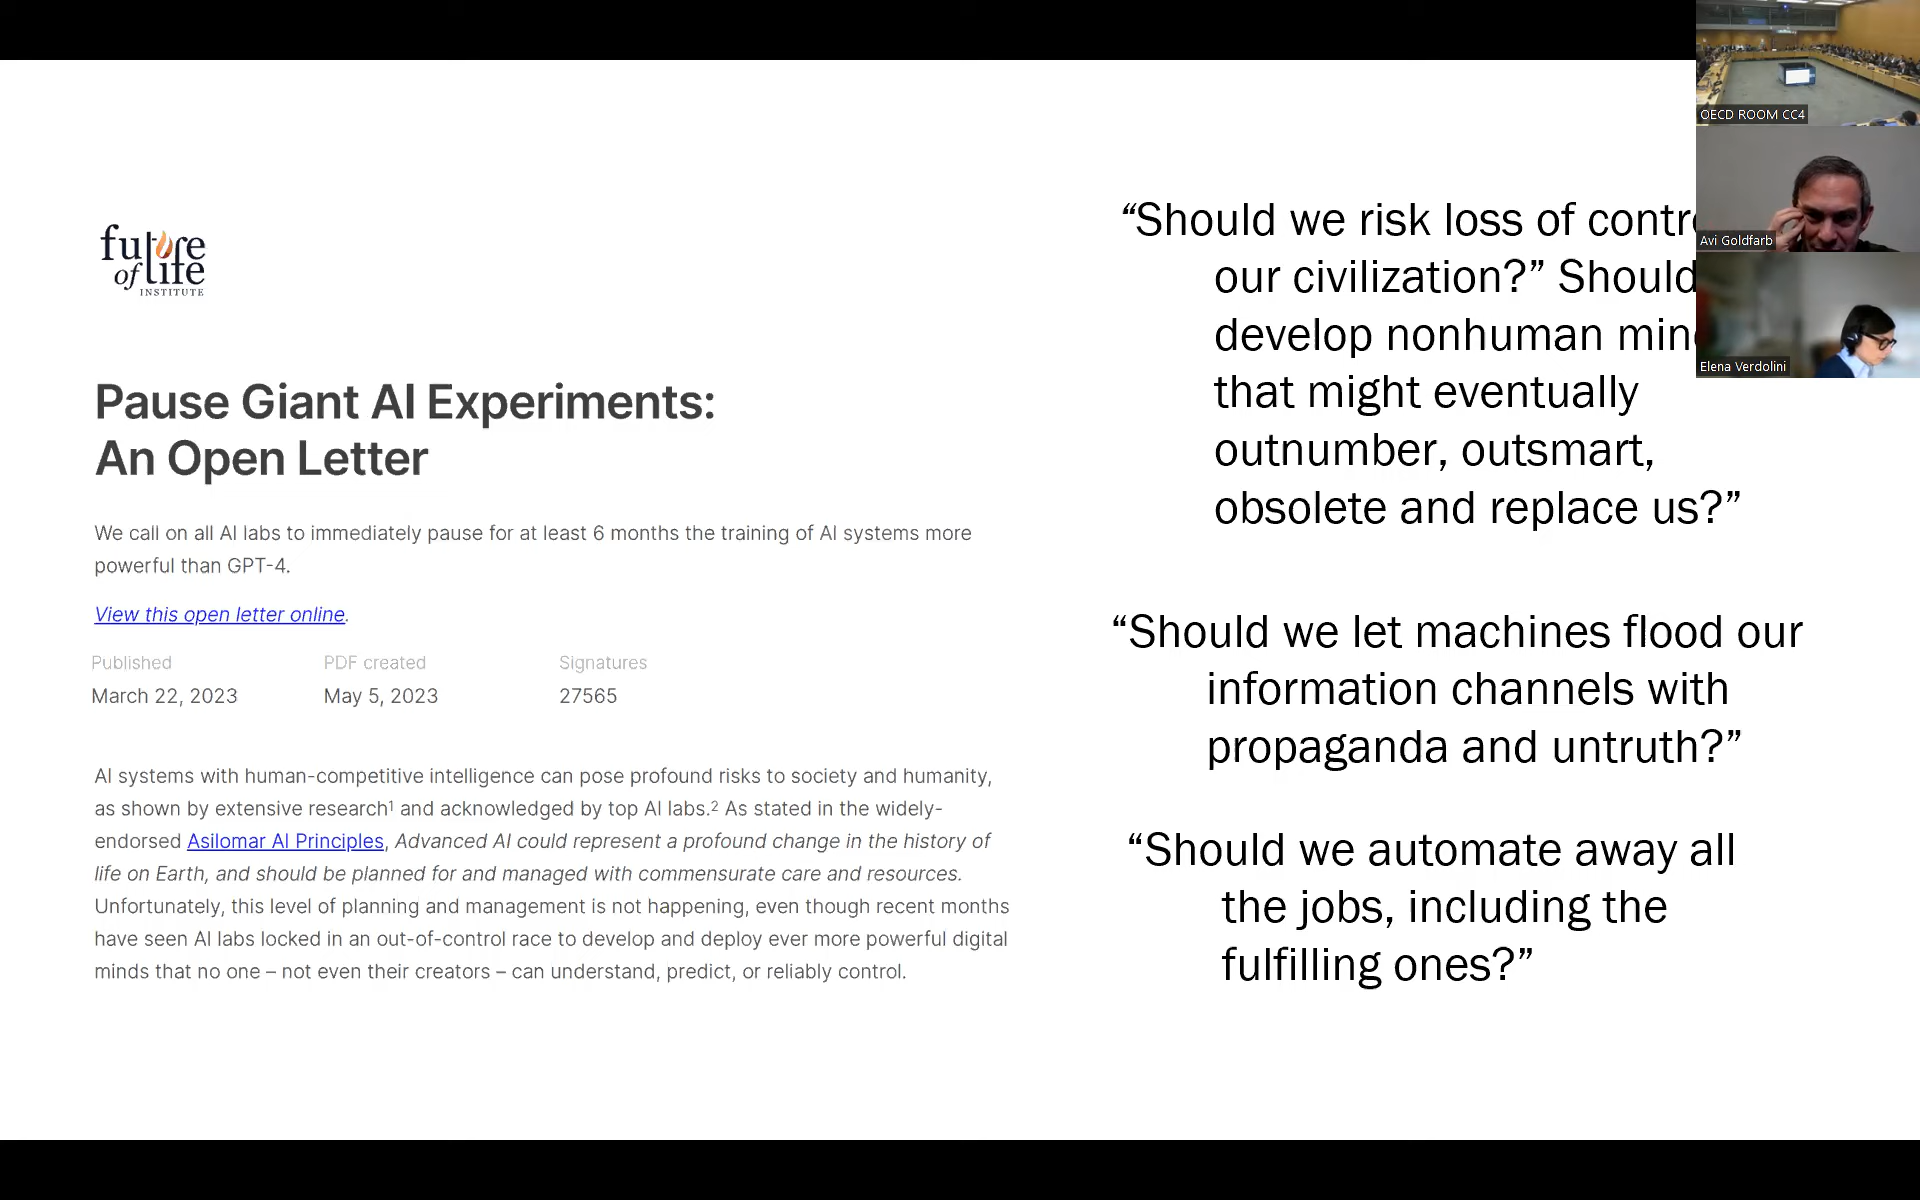 future
of life
INSTITUTE
Pause Giant AI Experiments:
An Open Letter
We call on all AI labs to immediately pause for at least 6 months the training of AI systems more
powerful than GPT-4.
View this open letter online.
Published PDF created Signatures
March 22, 2023 May 5, 2023 27565
AI systems with human-competitive intelligence can pose profound risks to society and humanity,
as shown by extensive research¹ and acknowledged by top AI labs.² As stated in the widely-
endorsed Asilomar AI Principles, Advanced AI could represent a profound change in the history of
life on Earth, and should be planned for and managed with commensurate care and resources.
Unfortunately, this level of planning and management is not happening, even though recent months
have seen AI labs locked in an out-of-control race to develop and deploy ever more powerful digital
minds that no one – not even their creators – can understand, predict, or reliably control.
“Should we risk loss of
our civilization?” Should
develop nonhuman
that might eventually
outnumber, outsmart,
obsolete and replace us?”
“Should we let machines flood our
information channels with
propaganda and untruth?”
“Should we automate away all
the jobs, including the
fulfilling ones?”
OECD ROOM CC4
Avi Goldfarb
Elena Verdolini